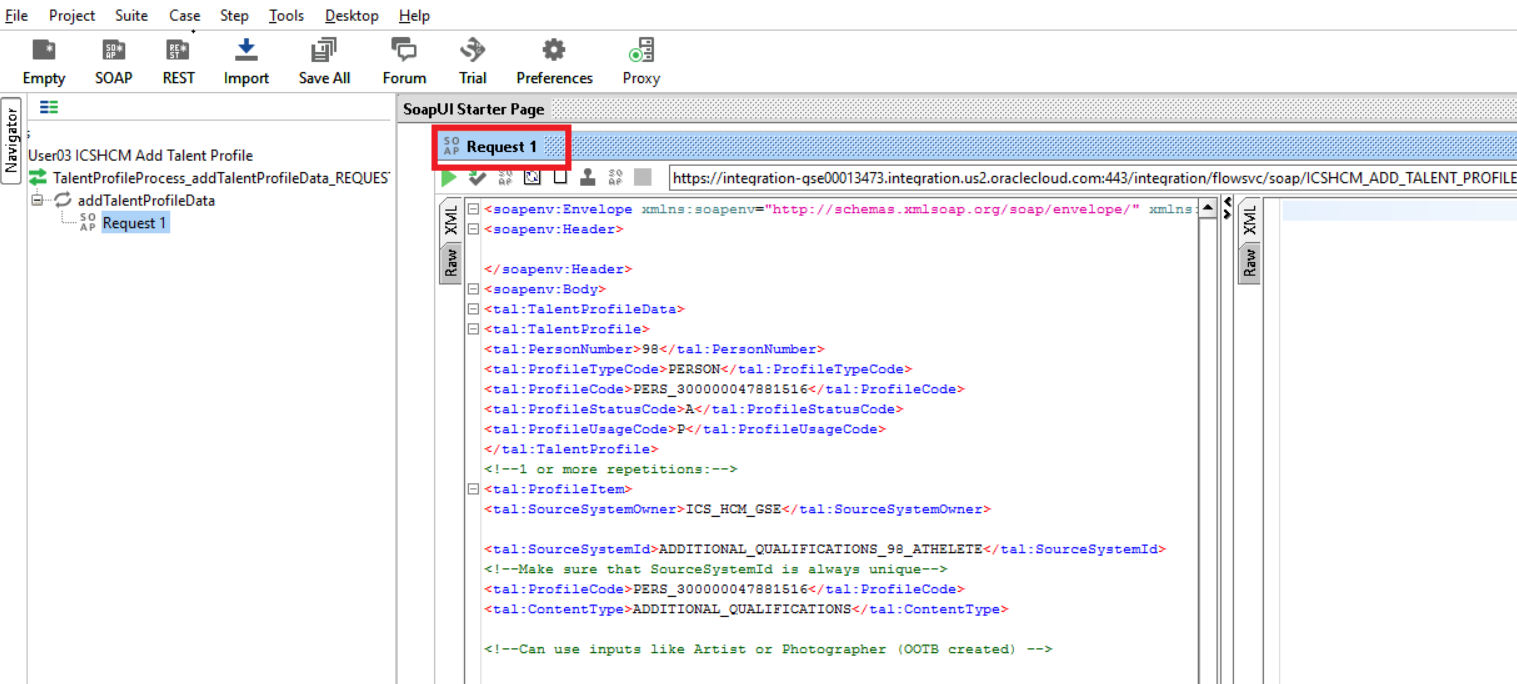 File Project Suite Case Step Tools Desktop Help
Empty SOAP REST Import Save All Forum Trial Preferences Proxy
Navigator
User03 ICSHCM Add Talent Profile
TalentProfileProcess_addTalentProfileData_REQUES
addTalentProfileData
SOAP Request 1
SoapUI Starter Page
SOAP Request 1
https://integration-gse00013473.integration.us2.oraclecloud.com:443/integration/flowsvc/soap/ICSHCM_ADD_TALENT_PROFILE
XML
Raw
<soapenv:Envelope xmlns:soapenv="http://schemas.xmlsoap.org/soap/envelope/" xmlns:
<soapenv:Header>
</soapenv:Header>
<soapenv:Body>
<tal:TalentProfileData>
<tal:TalentProfile>
<tal:PersonNumber>98</tal:PersonNumber>
<tal:ProfileTypeCode>PERSON</tal:ProfileTypeCode>
<tal:ProfileCode>PERS_300000047881516</tal:ProfileCode>
<tal:ProfileStatusCode>A</tal:ProfileStatusCode>
<tal:ProfileUsageCode>P</tal:ProfileUsageCode>
</tal:TalentProfile>
<!--1 or more repetitions:-->
<tal:ProfileItem>
<tal:SourceSystemOwner>ICS_HCM_GSE</tal:SourceSystemOwner>
<tal:SourceSystemId>ADDITIONAL_QUALIFICATIONS_98_ATHELETE</tal:SourceSystemId>
<!--Make sure that SourceSystemId is always unique-->
<tal:ProfileCode>PERS_300000047881516</tal:ProfileCode>
<tal:ContentType>ADDITIONAL_QUALIFICATIONS</tal:ContentType>
<!--Can use inputs like Artist or Photographer (OOTB created) -->
XML
Raw